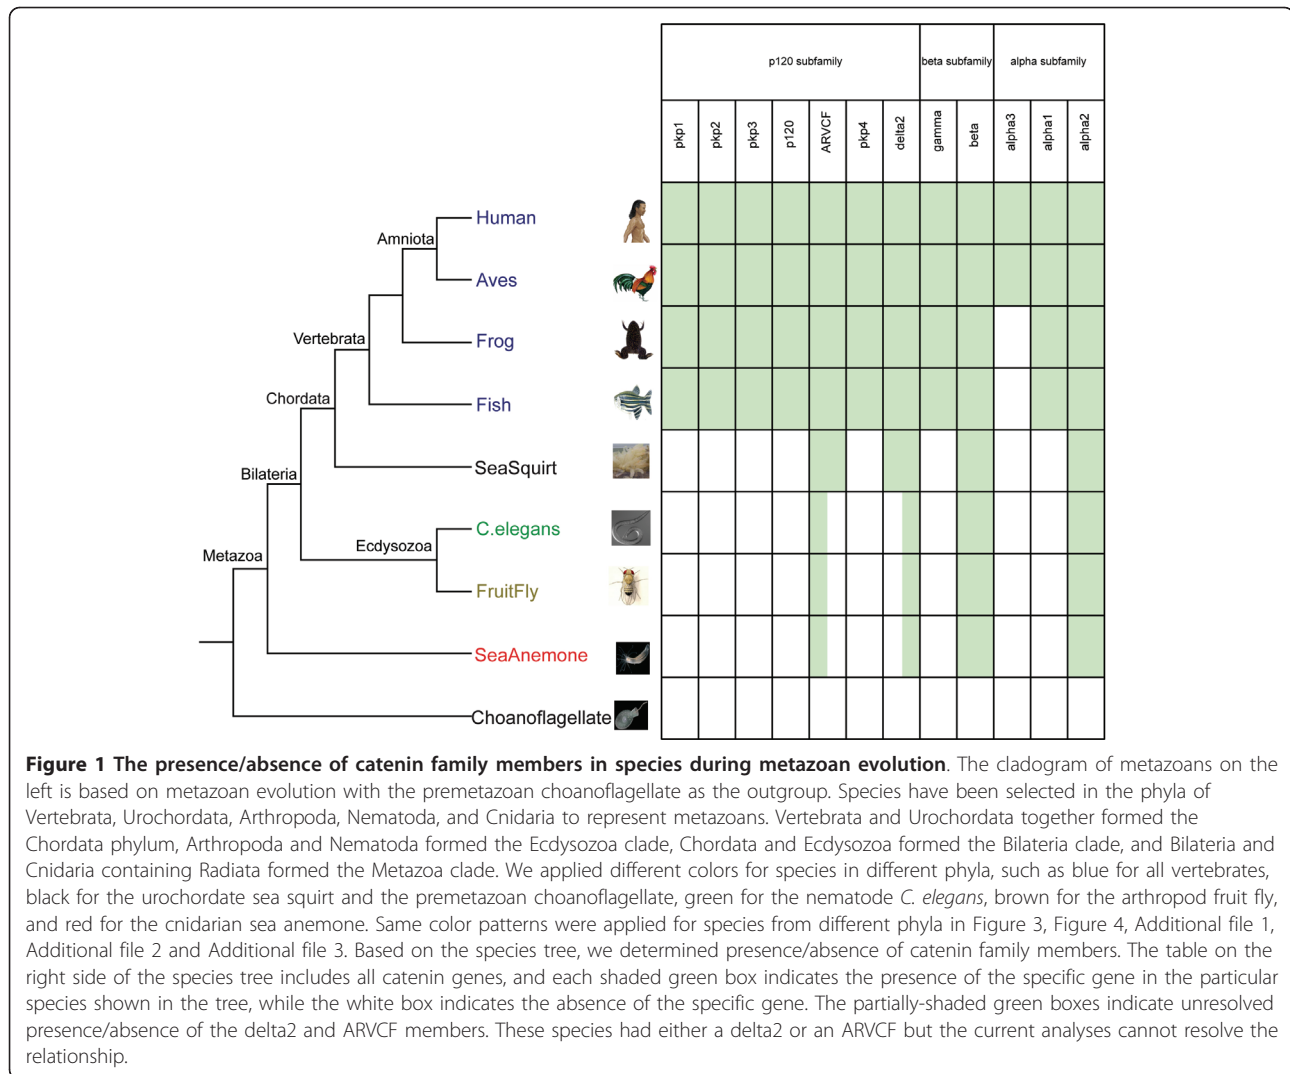 p120 subfamily
beta subfamily
alpha subfamily
pkp1
pkp2
pkp3
p120
ARVCF
pkp4
delta2
gamma
beta
alpha3
alpha1
alpha2
Human
Amniota
Aves
Vertebrata
Frog
Chordata
Fish
Bilateria
SeaSquirt
C.elegans
Ecdysozoa
Metazoa
FruitFly
SeaAnemone
Choanoflagellate
Figure 1 The presence/absence of catenin family members in species during metazoan evolution. The cladogram of metazoans on the
left is based on metazoan evolution with the premetazoan choanoflagellate as the outgroup. Species have been selected in the phyla of
Vertebrata, Urochordata, Arthropoda, Nematoda, and Cnidaria to represent metazoans. Vertebrata and Urochordata together formed the
Chordata phylum, Arthropoda and Nematoda formed the Ecdysozoa clade, Chordata and Ecdysozoa formed the Bilateria clade, and Bilateria and
Cnidaria containing Radiata formed the Metazoa clade. We applied different colors for species in different phyla, such as blue for all vertebrates,
black for the urochordate sea squirt and the premetazoan choanoflagellate, green for the nematode C. elegans, brown for the arthropod fruit fly,
and red for the cnidarian sea anemone. Same color patterns were applied for species from different phyla in Figure 3, Figure 4, Additional file 1,
Additional file 2 and Additional file 3. Based on the species tree, we determined presence/absence of catenin family members. The table on the
right side of the species tree includes all catenin genes, and each shaded green box indicates the presence of the specific gene in the particular
species shown in the tree, while the white box indicates the absence of the specific gene. The partially-shaded green boxes indicate unresolved
presence/absence of the delta2 and ARVCF members. These species had either a delta2 or an ARVCF but the current analyses cannot resolve the
relationship.